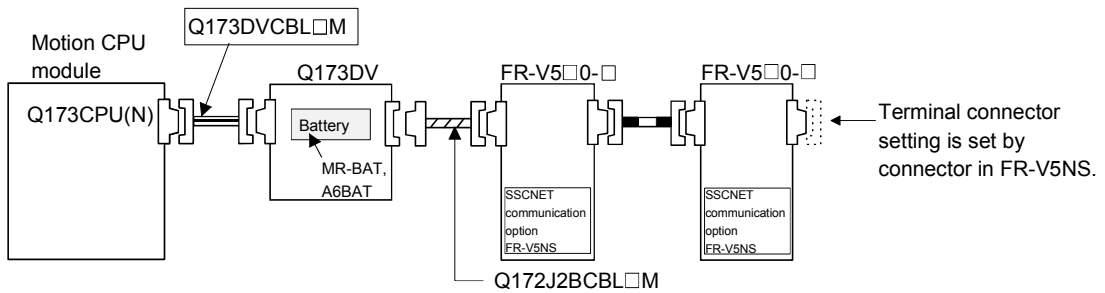 Q173DVCBL□M
Motion CPU
module
Q173CPU(N)
Q173DV
Battery
MR-BAT,
A6BAT
FR-V5□0-□
SSCNET
communication
option
FR-V5NS
FR-V5□0-□
SSCNET
communication
option
FR-V5NS
Terminal connector
setting is set by
connector in FR-V5NS.
Q172J2BCBL□M